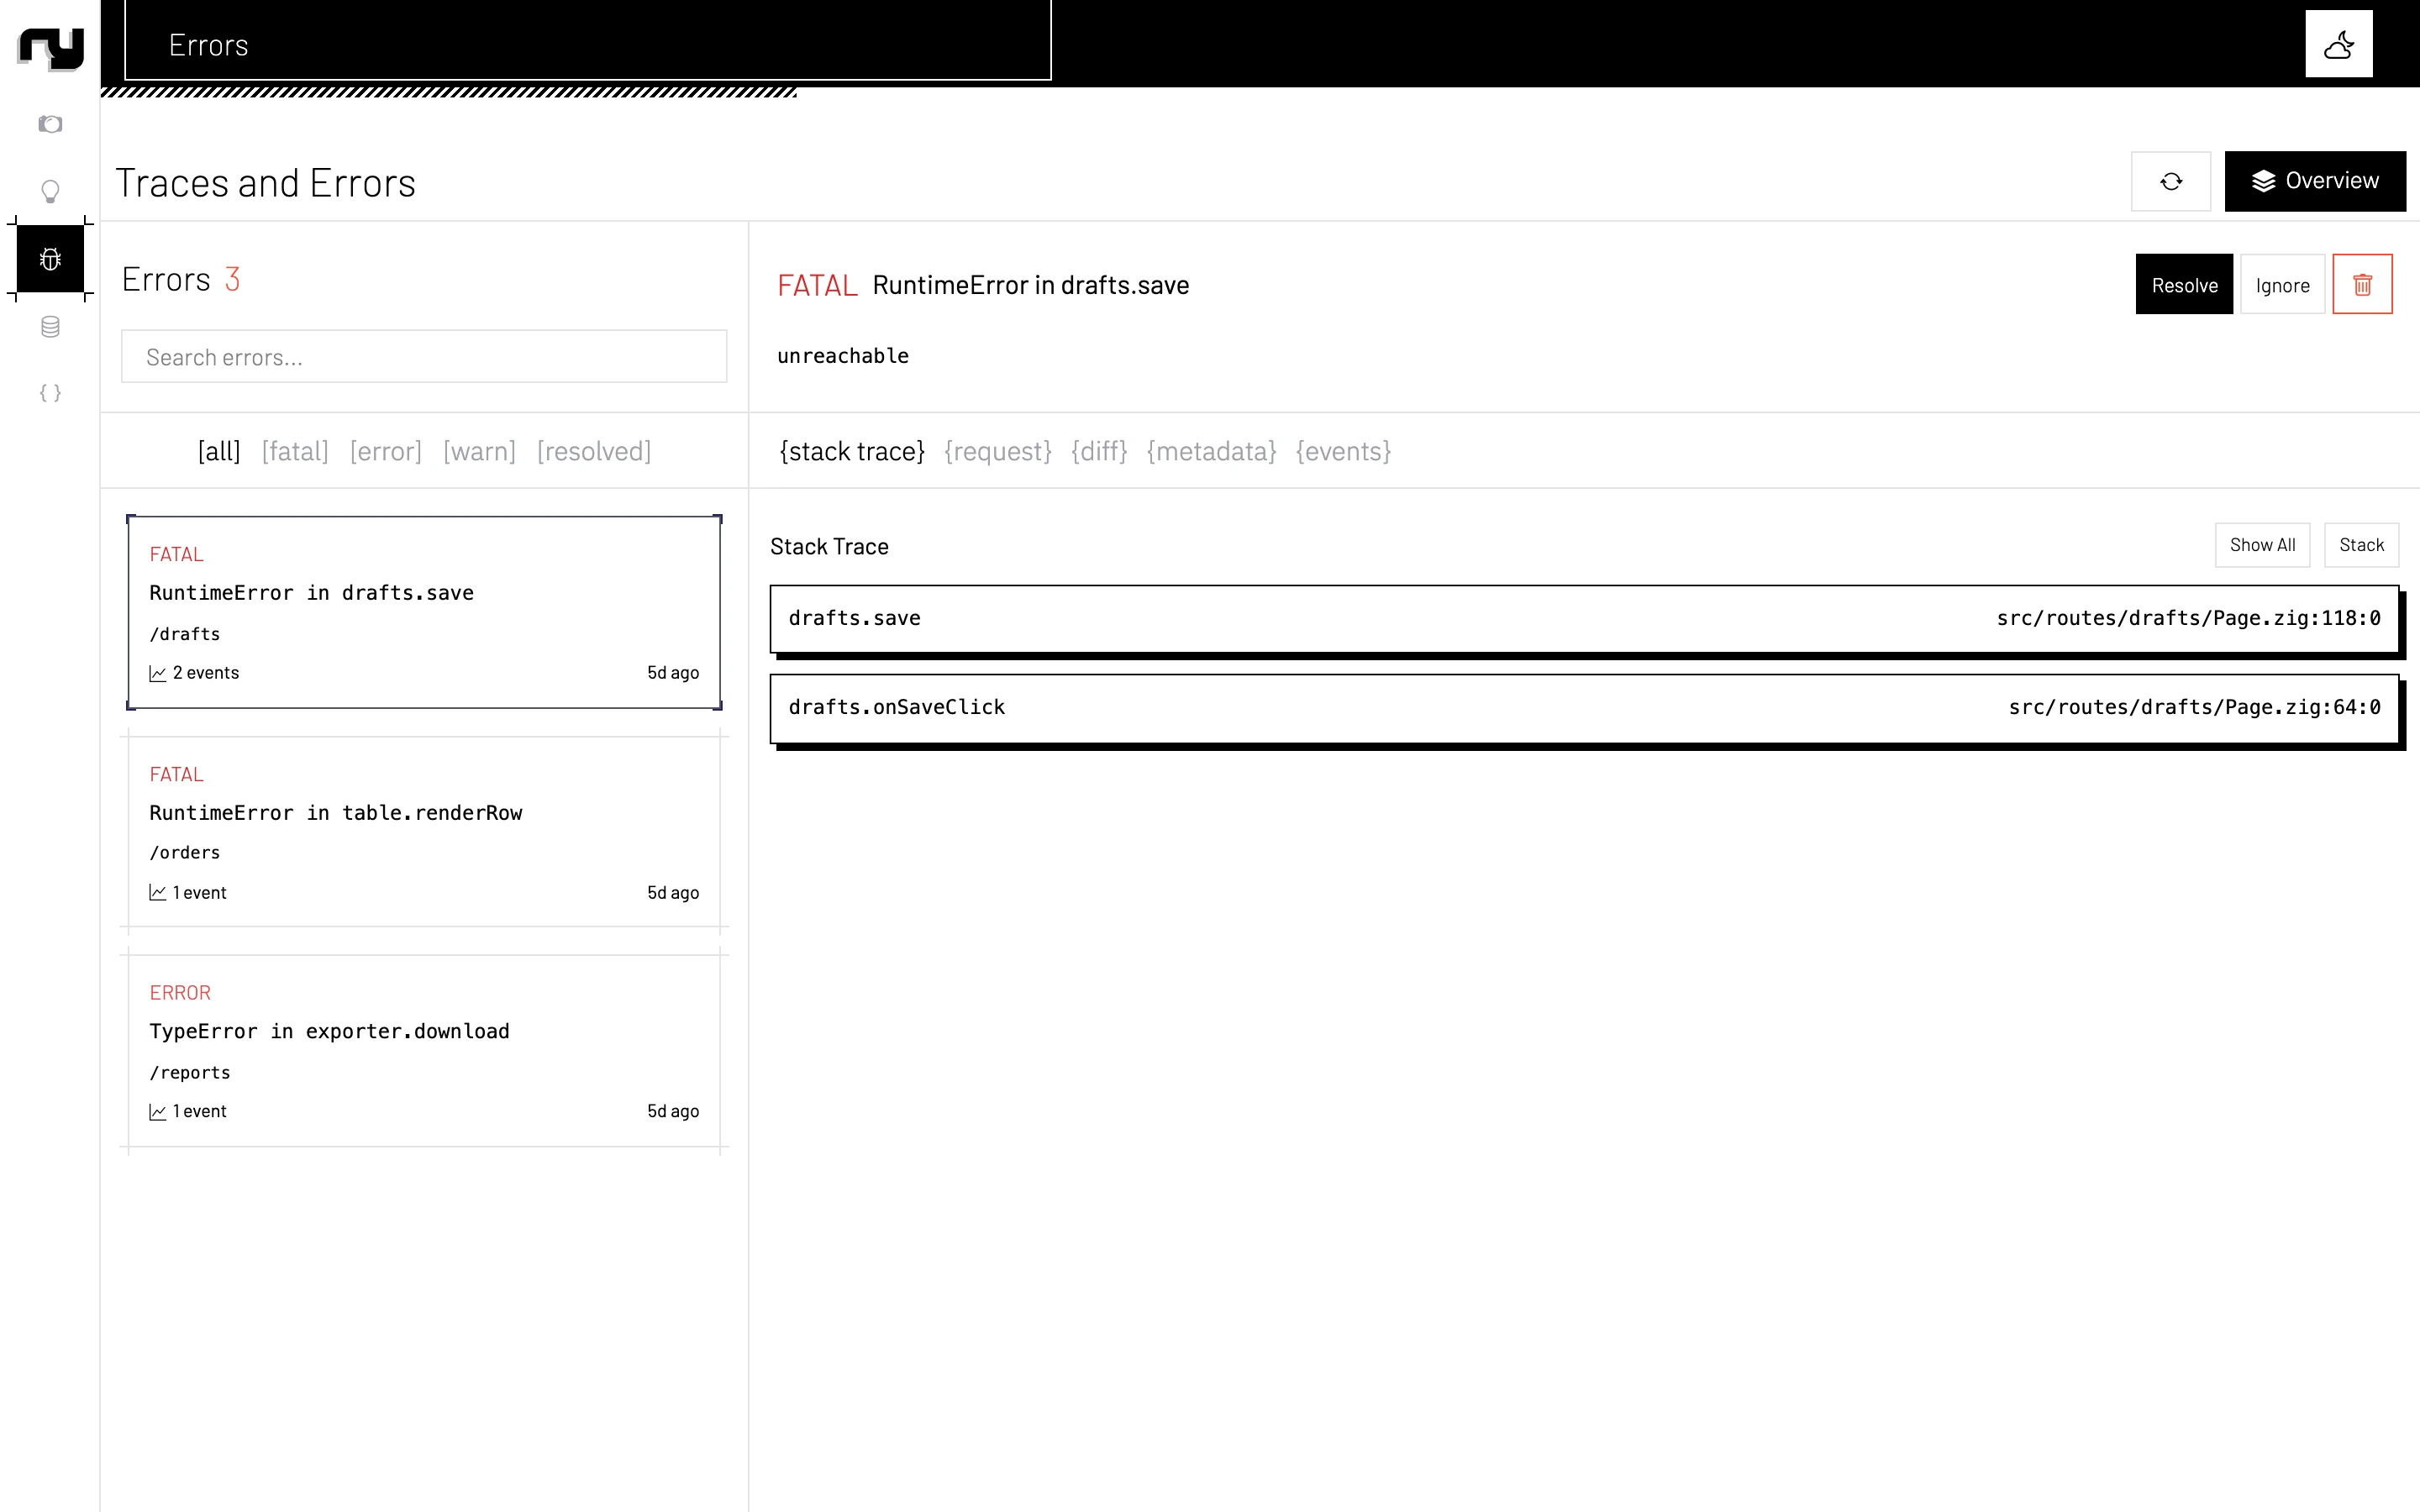 ry
Errors
Traces and Errors
Overview
Errors 3
Search errors...
[all] [fatal] [error] [warn] [resolved]
FATAL
RuntimeError in drafts.save
/drafts
2 events 5d ago
FATAL
RuntimeError in table.renderRow
/orders
1 event 5d ago
ERROR
TypeError in exporter.download
/reports
1 event 5d ago
FATAL RuntimeError in drafts.save
Resolve Ignore
unreachable
{stack trace} {request} {diff} {metadata} {events}
Stack Trace
Show All Stack
drafts.save src/routes/drafts/Page.zig:118:0
drafts.onSaveClick src/routes/drafts/Page.zig:64:0